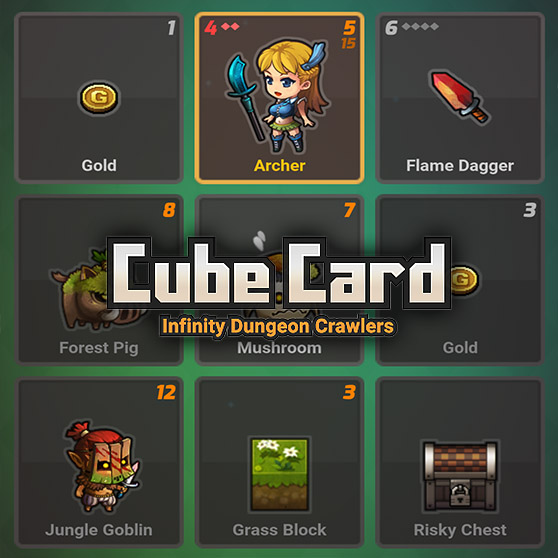 1
4
5
15
6
Gold
Archer
Flame Dagger
8
7
3
Cube Card
G
Infinity Dungeon Crawlers
Forest Pig
Mushroom
Gold
12
3
Jungle Goblin
Grass Block
Risky Chest